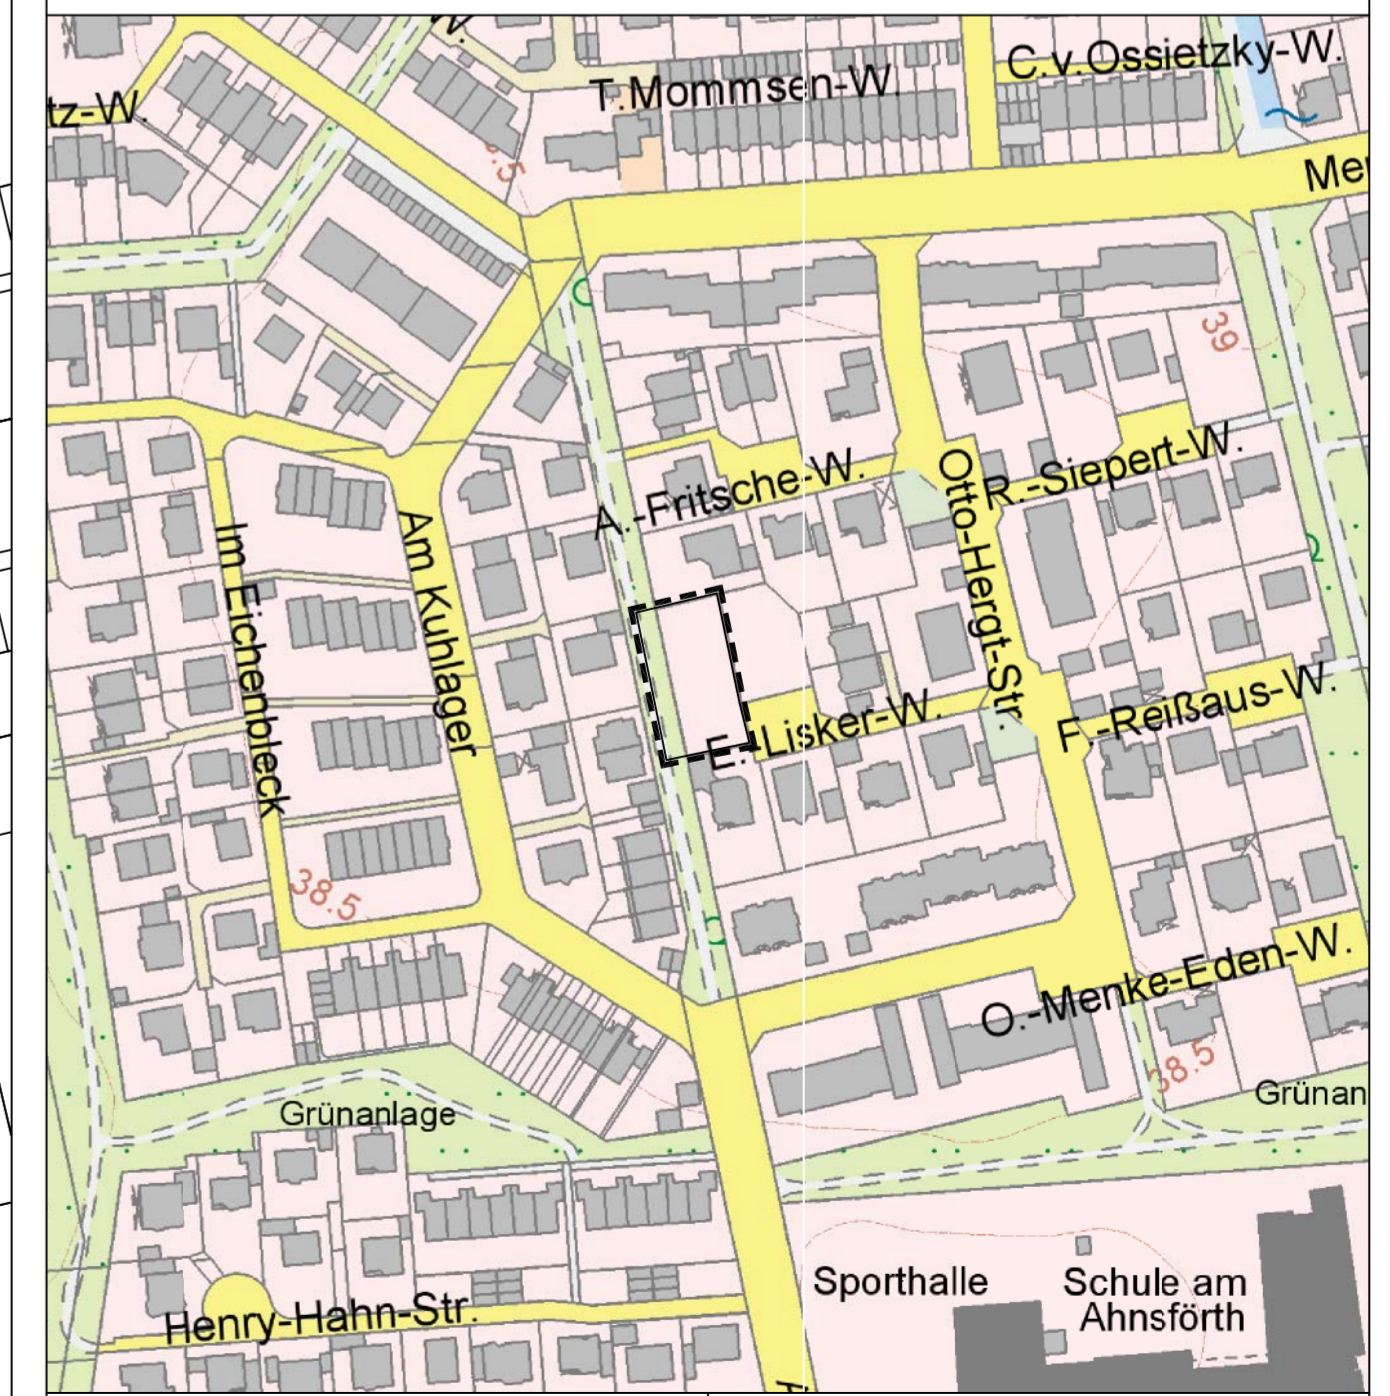 W.
C.v.Ossietzky-W.
T.Mommsen-W.
tz-W.
.5
Me
39
R.-Siepert-W.
A.-Fritsche-W.
Otto-Hergt-Str.
Im Eichenbleck
Am Kuhlager
F.-Reißaus-W.
E.-Lisker-W.
38.5
O.-Menke-Eden-W.
38.5
Grünanlage
Grünan
Sporthalle
Schule am
Ahnsförth
Henry-Hahn-Str.